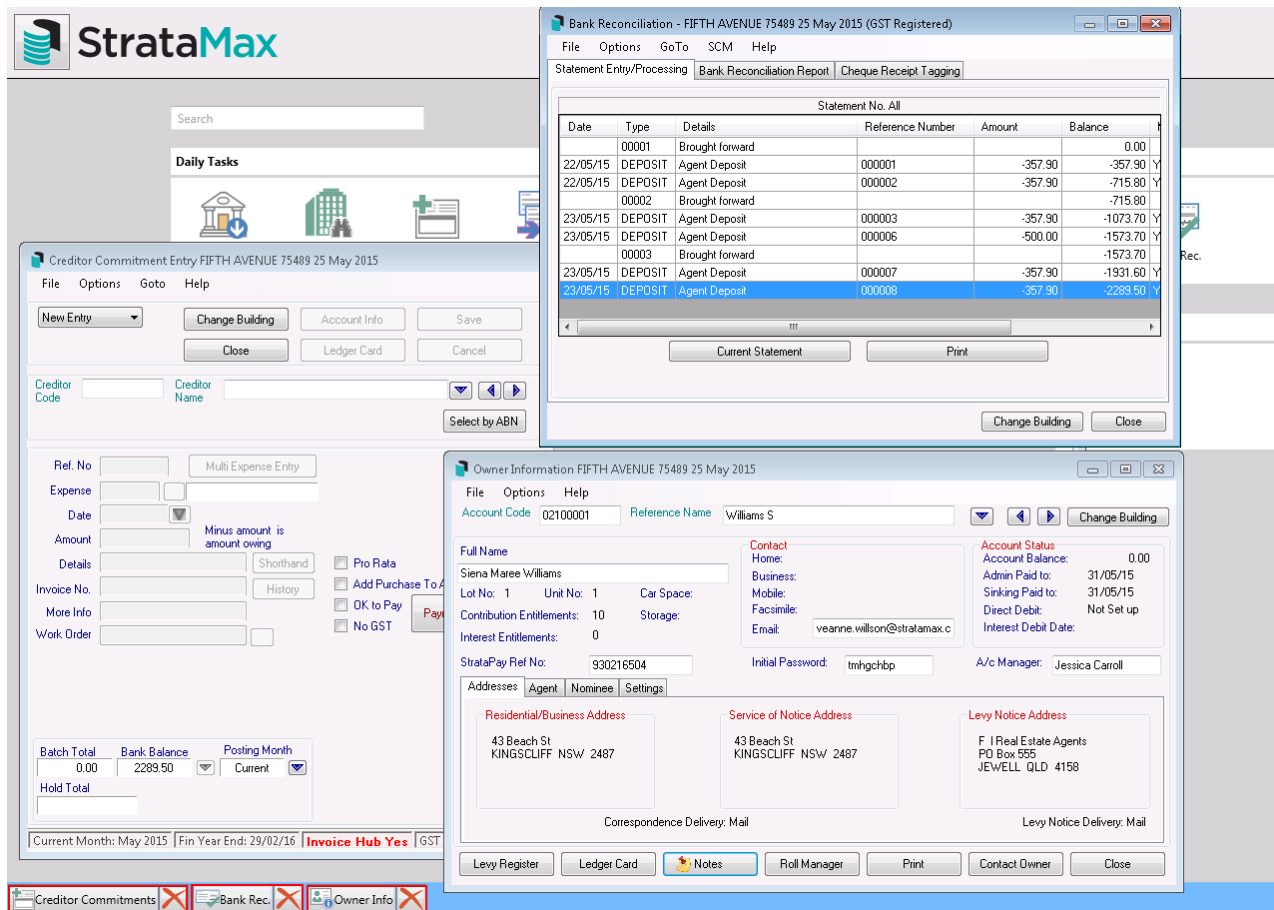 StrataMax
Search
Daily Tasks
Rec.
Bank Reconciliation - FIFTH AVENUE 75489 25 May 2015 (GST Registered)
File Options GoTo SCM Help
Statement Entry/Processing Bank Reconciliation Report Cheque Receipt Tagging
Statement No. All
Date Type Details Reference Number Amount Balance
00001 Brought forward 0.00
22/05/15 DEPOSIT Agent Deposit 000001 -357.90 -357.90 Y
22/05/15 DEPOSIT Agent Deposit 000002 -357.90 -715.80 Y
00002 Brought forward -715.80
23/05/15 DEPOSIT Agent Deposit 000003 -357.90 -1073.70 Y
23/05/15 DEPOSIT Agent Deposit 000006 -500.00 -1573.70 Y
00003 Brought forward -1573.70
23/05/15 DEPOSIT Agent Deposit 000007 -357.90 -1931.60 Y
23/05/15 DEPOSIT Agent Deposit 000008 -357.90 -2289.50 Y
Current Statement Print
Change Building Close
Creditor Commitment Entry FIFTH AVENUE 75489 25 May 2015
File Options Goto Help
New Entry Change Building Account Info Save
Close Ledger Card Cancel
Creditor Code Creditor Name
Select by ABN
Ref. No Multi Expense Entry
Expense
Date
Amount Minus amount is amount owing
Details Shorthand Pro Rata
Invoice No. History Add Purchase To A
More Info OK to Pay
Work Order No GST
Batch Total Bank Balance Posting Month
0.00 2289.50 Current
Hold Total
Current Month: May 2015 Fin Year End: 29/02/16 Invoice Hub Yes GST
Owner Information FIFTH AVENUE 75489 25 May 2015
File Options Help
Account Code 02100001 Reference Name Williams S Change Building
Full Name
Siena Maree Williams
Lot No: 1 Unit No: 1 Car Space:
Contribution Entitlements: 10 Storage:
Interest Entitlements: 0
StrataPay Ref No: 930216504
Contact
Home:
Business:
Mobile:
Facsimile:
Email: veanne.willson@stratamax.c
Initial Password: tmhgchbp
Account Status
Account Balance: 0.00
Admin Paid to: 31/05/15
Sinking Paid to: 31/05/15
Direct Debit: Not Set up
Interest Debit Date:
A/c Manager: Jessica Carroll
Addresses Agent Nominee Settings
Residential/Business Address
43 Beach St
KINGSCLIFF NSW 2487
Service of Notice Address
43 Beach St
KINGSCLIFF NSW 2487
Levy Notice Address
F I Real Estate Agents
PO Box 555
JEWELL QLD 4158
Correspondence Delivery: Mail Levy Notice Delivery: Mail
Levy Register Ledger Card Notes Roll Manager Print Contact Owner Close
Creditor Commitments Bank Rec. Owner Info